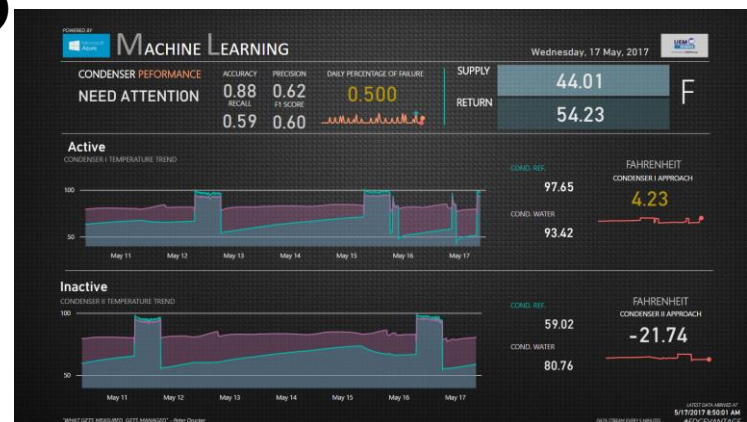 POWERED BY
Microsoft
Azure
MACHINE LEARNING
Wednesday, 17 May, 2017
UEM
CONDENSER PEFORMANCE
NEED ATTENTION
ACCURACY PRECISION
0.88 0.62
RECALL F1 SCORE
0.59 0.60
DAILY PERCENTAGE OF FAILURE
0.500
SUPPLY 44.01
RETURN 54.23
F
Active
CONDENSER I TEMPERATURE TREND
100
50
May 11 May 12 May 13 May 14 May 15 May 16 May 17
COND. REF.
97.65
COND. WATER
93.42
FAHRENHEIT
CONDENSER I APPROACH
4.23
Inactive
CONDENSER II TEMPERATURE TREND
100
50
May 11 May 12 May 13 May 14 May 15 May 16 May 17
COND. REF.
59.02
COND. WATER
80.76
FAHRENHEIT
CONDENSER II APPROACH
-21.74
"WHAT GETS MEASURED, GETS MANAGED" - Peter Drucker
LATEST DATA ARRIVED AT
5/17/2017 8:50:01 AM
DATA STREAM EVERY 5 MINUTES #EDGEVANTAGE